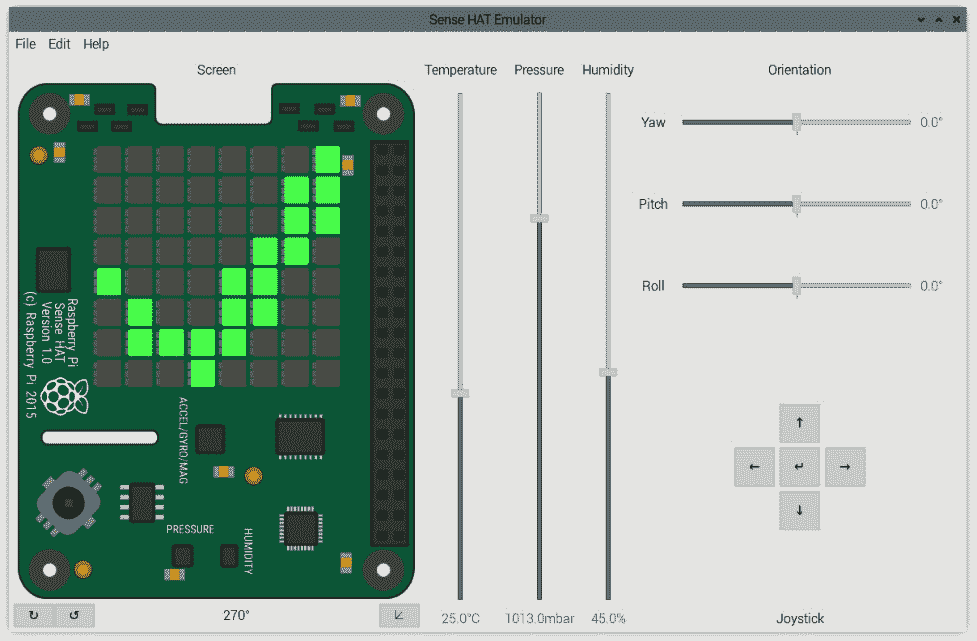 Sense HAT Emulator
File Edit Help
Screen
Temperature Pressure Humidity
Orientation
Yaw 0.0°
Pitch 0.0°
Roll 0.0°
Raspberry Pi
Sense HAT
Version 1.0
(c) Raspberry Pi 2015
ACCEL/GYRO/MAG
PRESSURE
HUMIDITY
270°
25.0°C 1013.0mbar 45.0%
Joystick